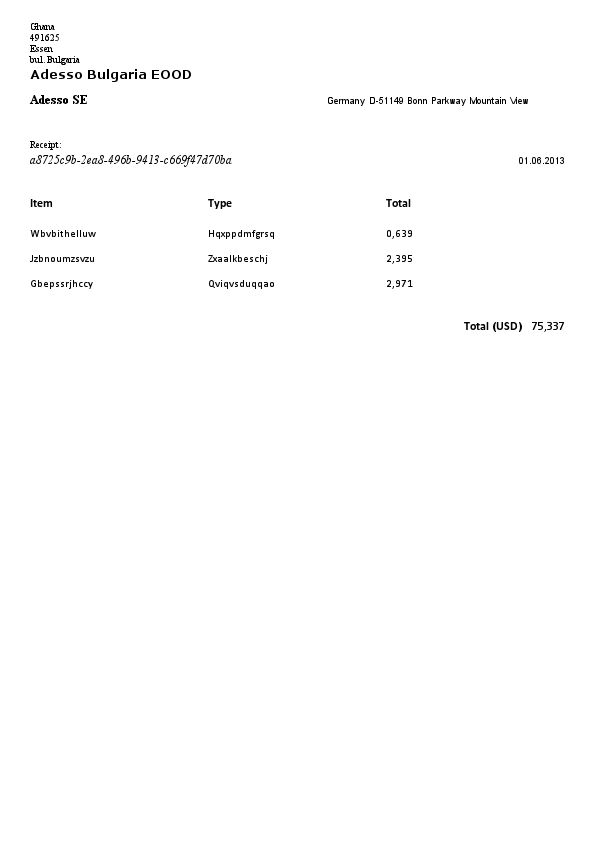 Ghana
491625
Essen
bul. Bulgaria
Adesso Bulgaria EOOD
Adesso SE Germany D-51149 Bonn Parkway Mountain View
Receipt:
a8725c9b-2ea8-496b-9413-c669f47d70ba 01.06.2013
Item Type Total
Wbvbithelluw Hqxppdmfgrsq 0,639
Jzbnoumzsvzu Zxaalkbeschj 2,395
Gbepssrjhccy Qviqvsduqqao 2,971
Total (USD) 75,337